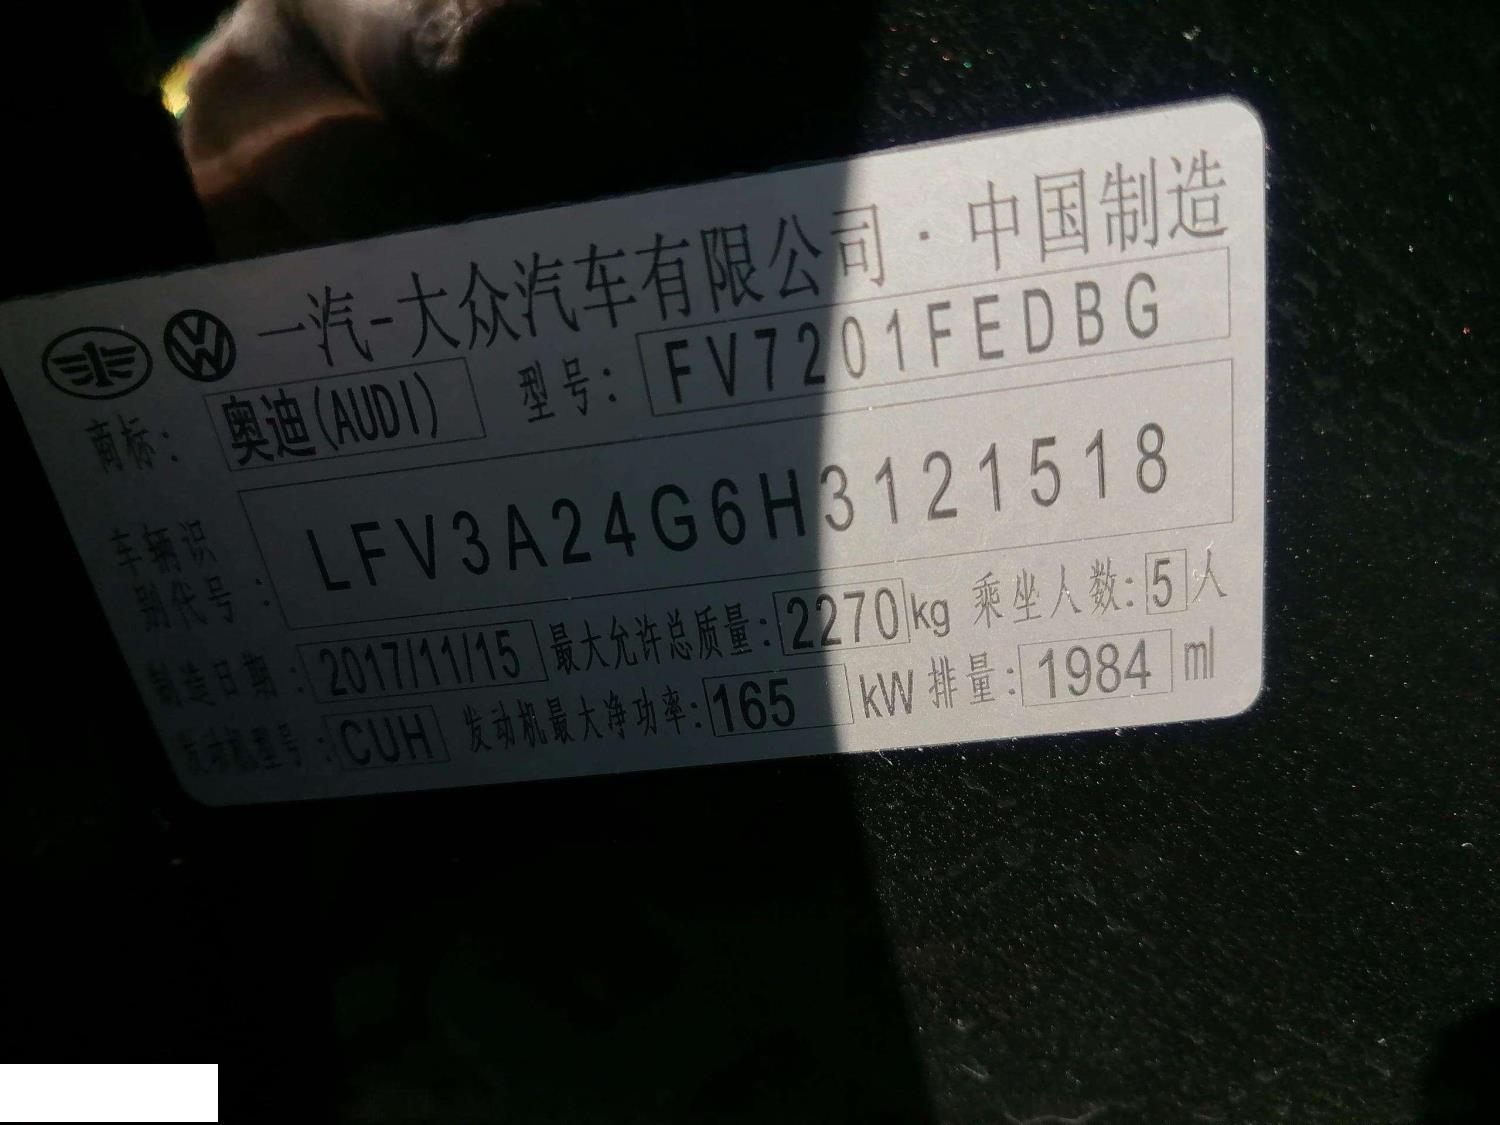 一汽-大众汽车有限公司·中国制造
商标: 奥迪(AUDI) 型号: FV7201FEDBG
车辆识
别代号: LFV3A24G6H3121518
制造日期: 2017/11/15 最大允许总质量: 2270kg 乘坐人数: 5人
发动机型号: CUH 发动机最大净功率: 165 kW 排量: 1984 ml